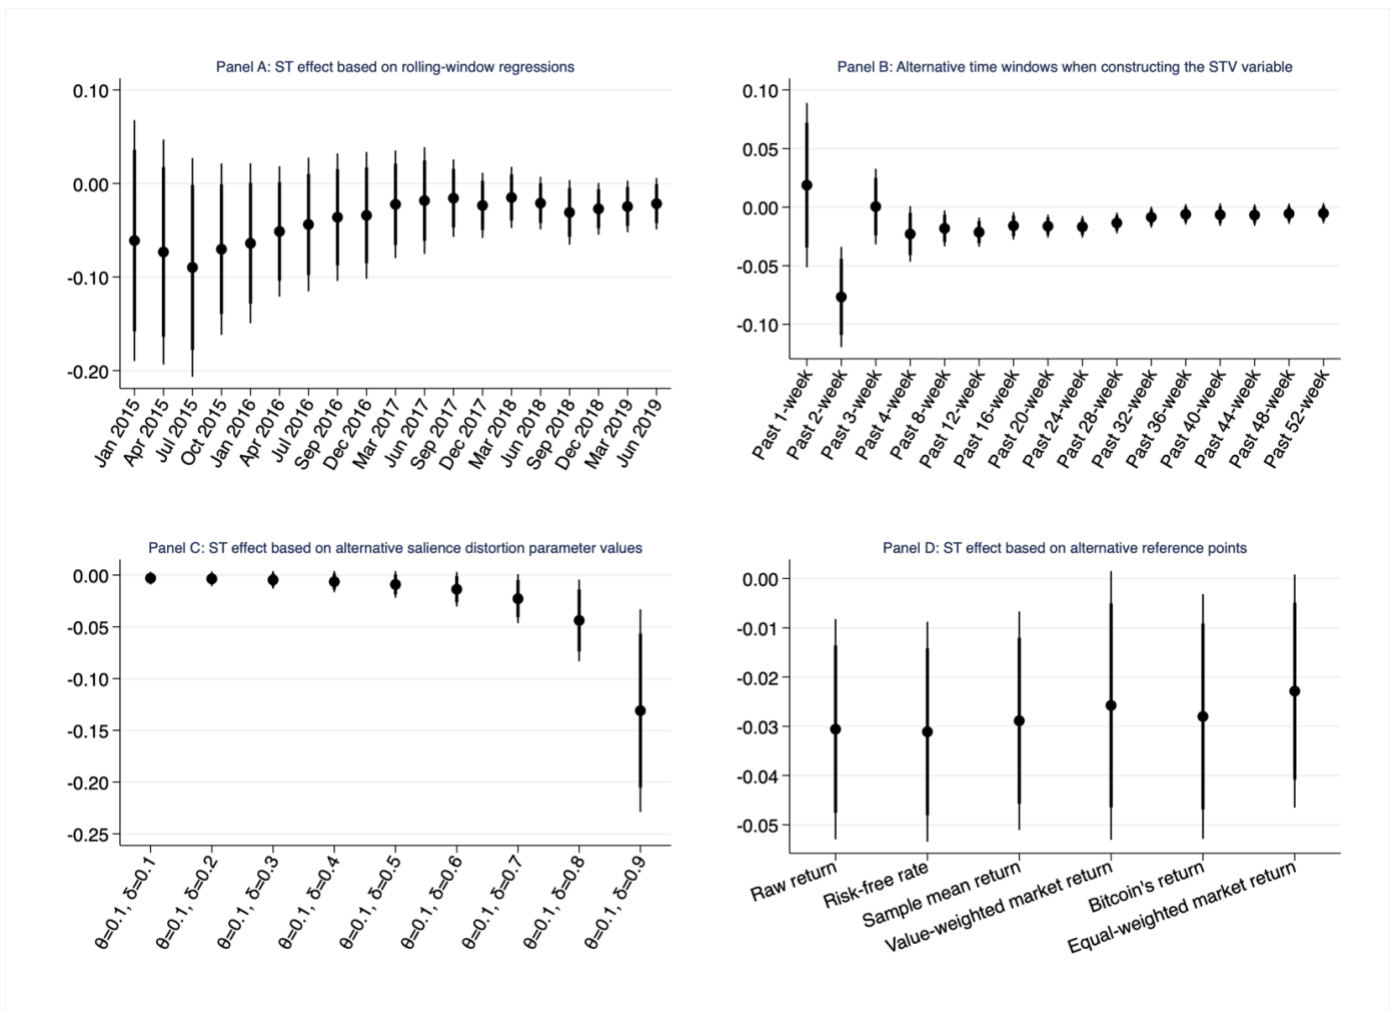 Panel A: ST effect based on rolling-window regressions
0.10
0.00
-0.10
-0.20
Jan 2015
Apr 2015
Jul 2015
Oct 2015
Jan 2016
Apr 2016
Jul 2016
Sep 2016
Dec 2016
Mar 2017
Jun 2017
Sep 2017
Dec 2017
Mar 2018
Jun 2018
Sep 2018
Dec 2018
Mar 2019
Jun 2019
Panel B: Alternative time windows when constructing the STV variable
0.10
0.05
0.00
-0.05
-0.10
Past 1-week
Past 2-week
Past 3-week
Past 4-week
Past 8-week
Past 12-week
Past 16-week
Past 20-week
Past 24-week
Past 28-week
Past 32-week
Past 36-week
Past 40-week
Past 44-week
Past 48-week
Past 52-week
Panel C: ST effect based on alternative salience distortion parameter values
0.00
-0.05
-0.10
-0.15
-0.20
-0.25
θ=0.1, δ=0.1
θ=0.1, δ=0.2
θ=0.1, δ=0.3
θ=0.1, δ=0.4
θ=0.1, δ=0.5
θ=0.1, δ=0.6
θ=0.1, δ=0.7
θ=0.1, δ=0.8
θ=0.1, δ=0.9
Panel D: ST effect based on alternative reference points
0.00
-0.01
-0.02
-0.03
-0.04
-0.05
Raw return
Risk-free rate
Sample mean return
Value-weighted market return
Bitcoin's return
Equal-weighted market return